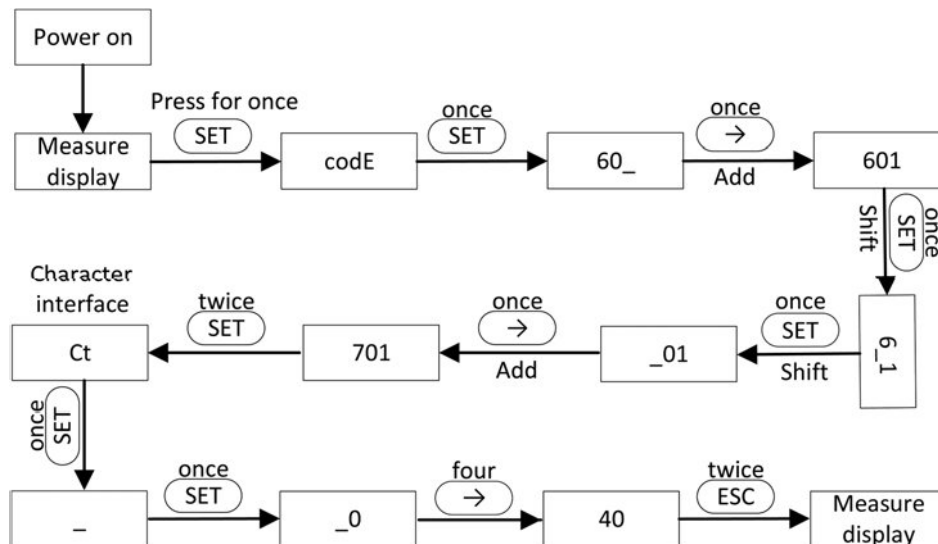 Power on
Press for once
SET
once
SET
once
→
Measure
display
codE
60_
Add
601
Shift
SET
once
Character
interface
twice
SET
once
→
once
SET
Ct
701
Add
_01
Shift
6_1
once
SET
once
SET
four
→
twice
ESC
_
_0
40
Measure
display